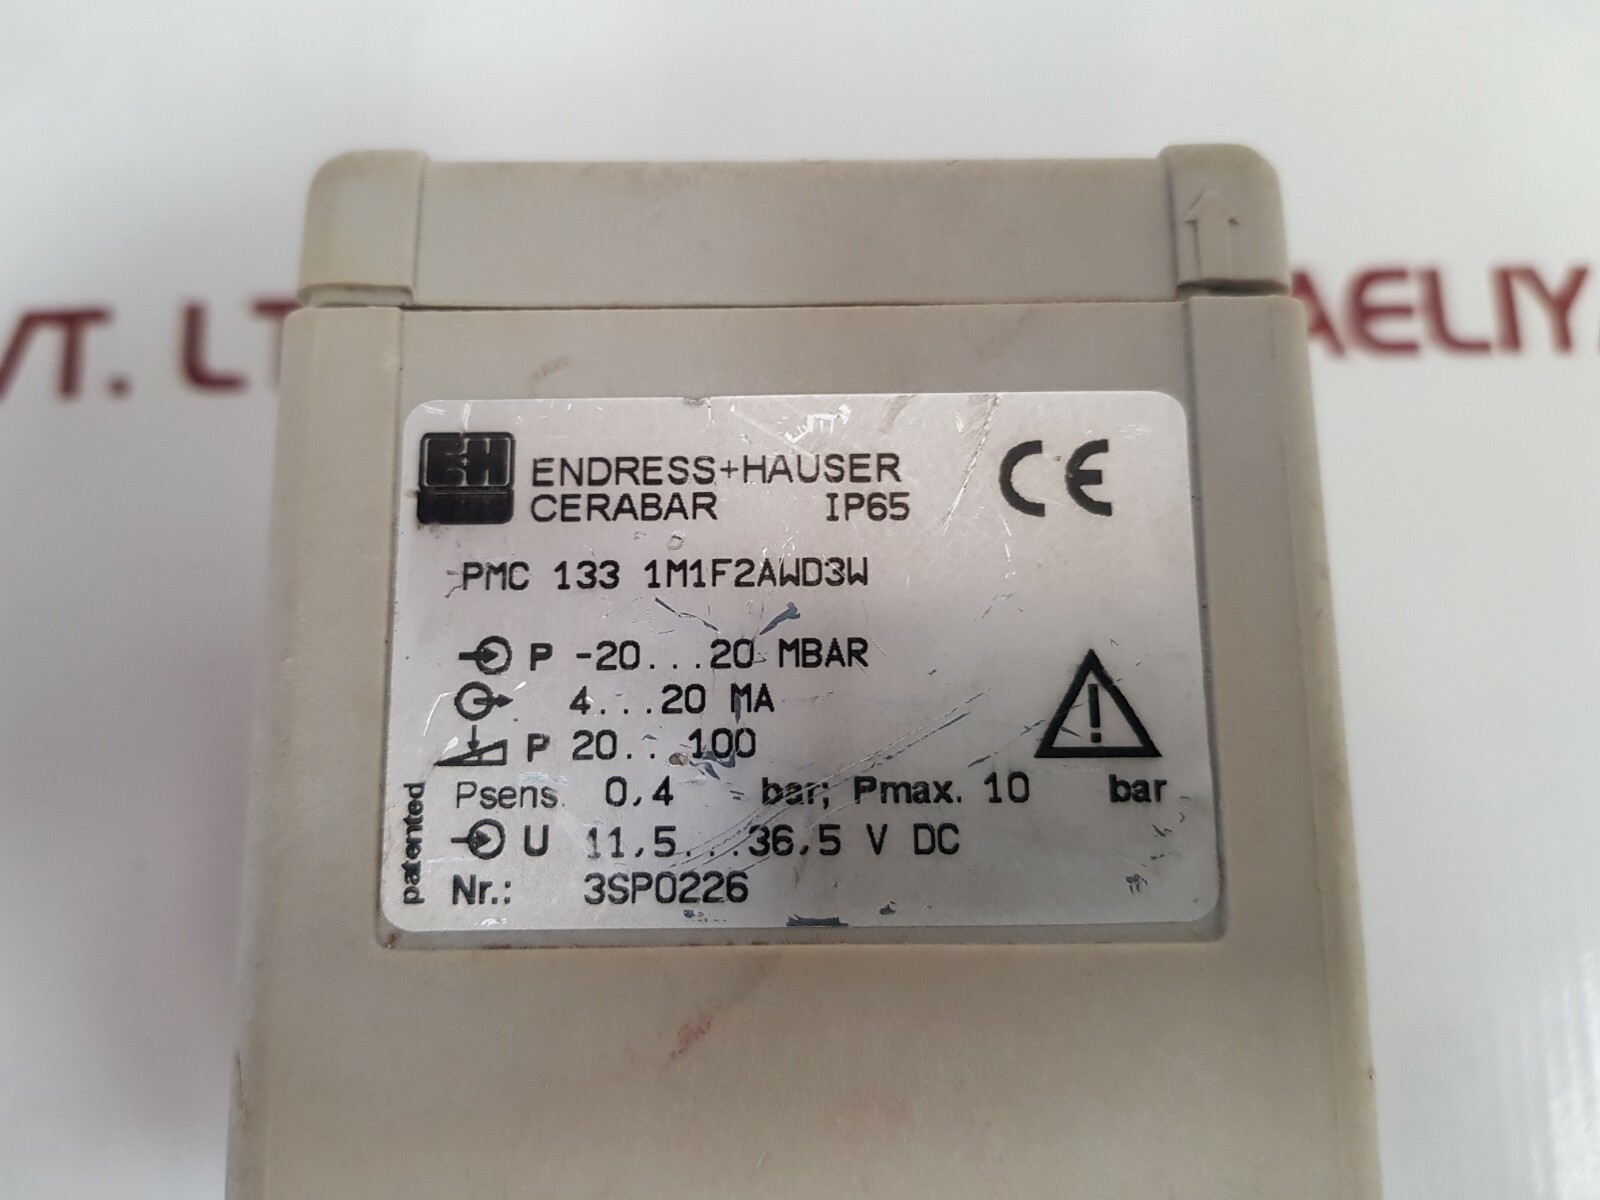 VT. LT AELIYA
E+H ENDRESS+HAUSER CE
CERABAR IP65
PMC 133 1M1F2AWD3W
P -20...20 MBAR
4...20 MA
P 20...100
Psens. 0,4 bar; Pmax. 10 bar
U 11,5...36,5 V DC
Nr.: 3SP0226
patented